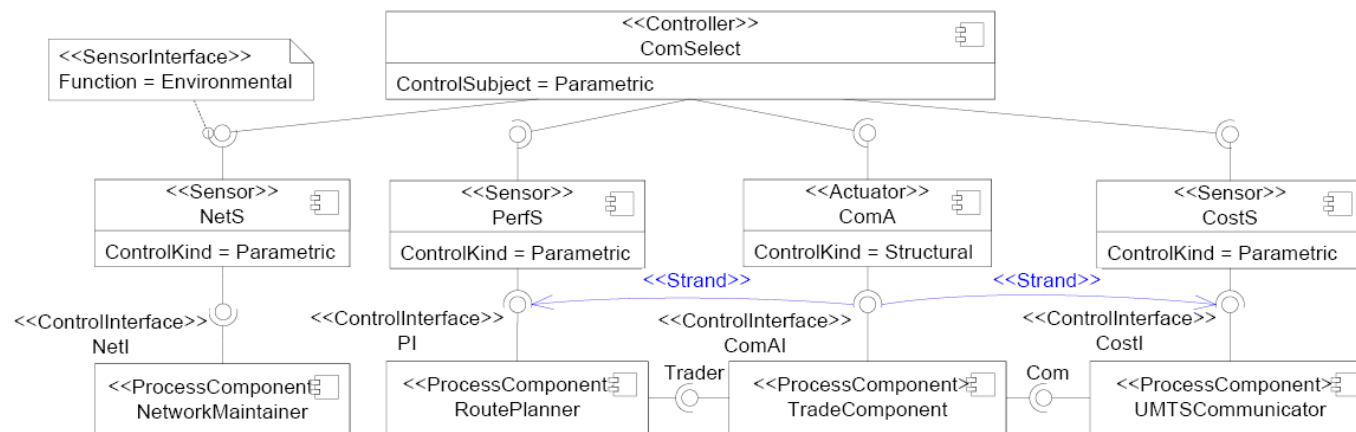 <<Controller>>
ComSelect
ControlSubject = Parametric
<<SensorInterface>>
Function = Environmental
<<Sensor>>
NetS
ControlKind = Parametric
<<Sensor>>
PerfS
ControlKind = Parametric
<<Actuator>>
ComA
ControlKind = Structural
<<Sensor>>
CostS
ControlKind = Parametric
<<Strand>>
<<Strand>>
<<ControlInterface>>
NetI
<<ControlInterface>>
PI
<<ControlInterface>>
ComAI
<<ControlInterface>>
CostI
<<ProcessComponent
NetworkMaintainer
<<ProcessComponent
RoutePlanner
Trader
<<ProcessComponent>
TradeComponent
Com
<<ProcessComponent>
UMTSCommunicator